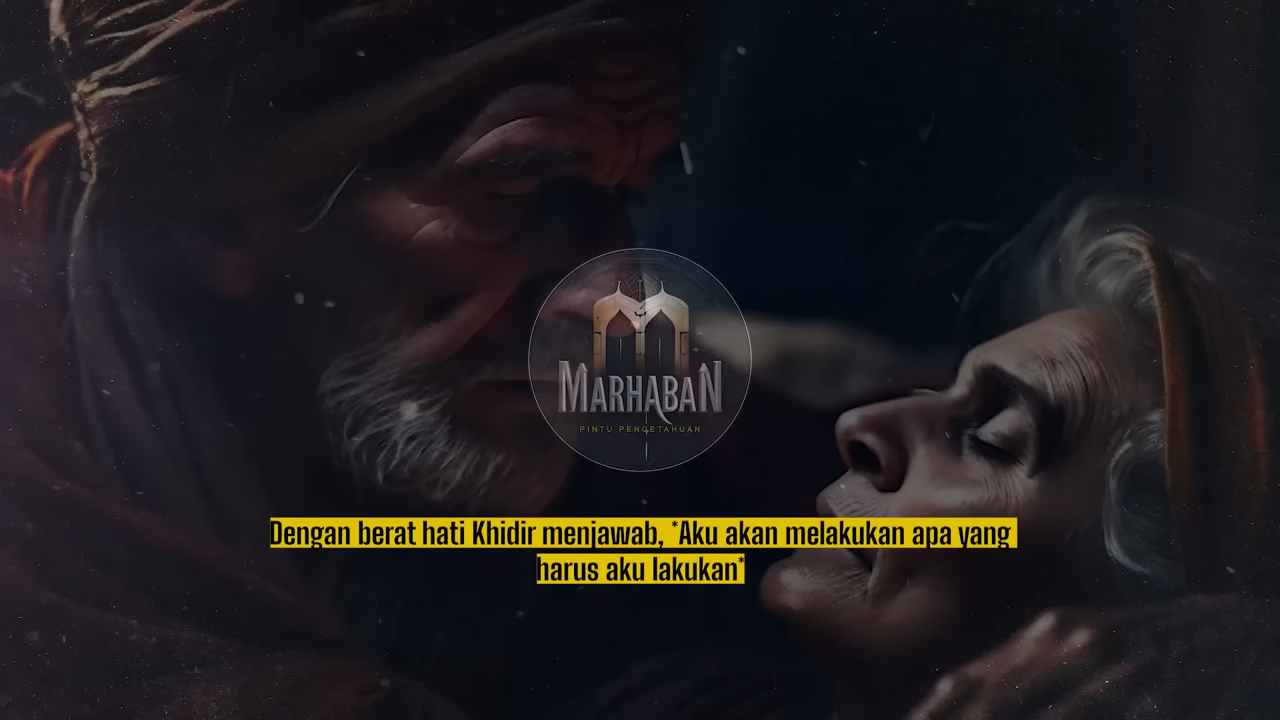 MARHABAN
PINTU PENGETAHUAN
Dengan berat hati Khidir menjawab, *Aku akan melakukan apa yang
harus aku lakukan*